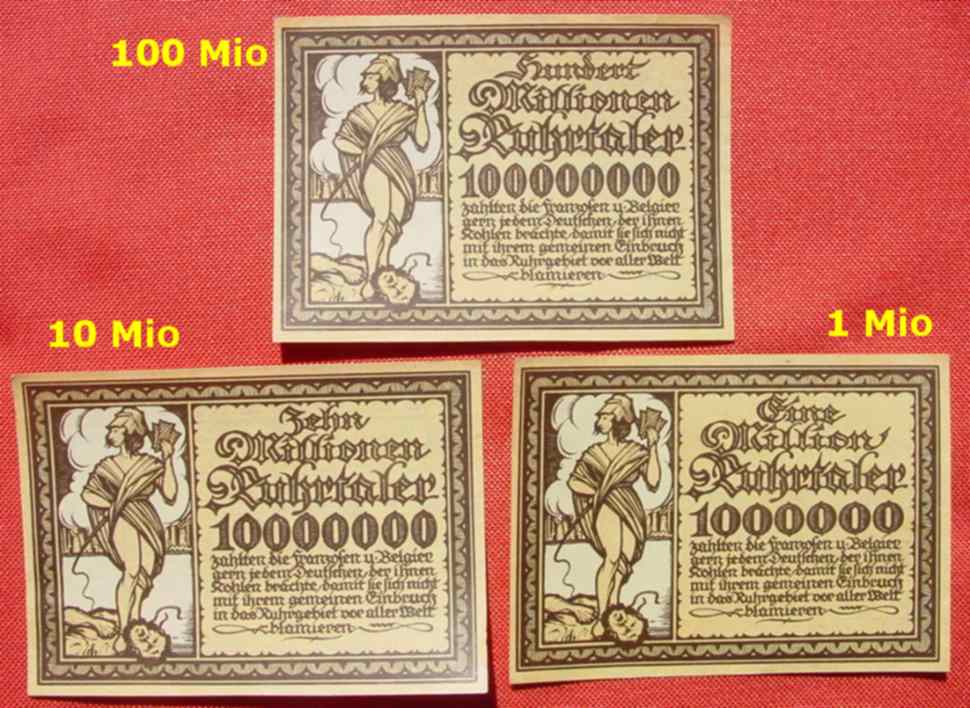 100 Mio
Hundert
Millionen
Ruhrtaler
100000000
zahlten die Franzosen u. Belgier
gern jedem Deutschen, der ihnen
Kohlen brächte, damit sie sich nicht
mit ihrem gemeinen Einbruch
in das Ruhrgebiet vor aller Welt
blamieren
10 Mio
Zehn
Millionen
Ruhrtaler
10000000
zahlten die Franzosen u. Belgier
gern jedem Deutschen, der ihnen
Kohlen brächte, damit sie sich nicht
mit ihrem gemeinen Einbruch
in das Ruhrgebiet vor aller Welt
blamieren
1 Mio
Eine
Million
Ruhrtaler
1000000
zahlten die Franzosen u. Belgier
gern jedem Deutschen, der ihnen
Kohlen brächte, damit sie sich nicht
mit ihrem gemeinen Einbruch
in das Ruhrgebiet vor aller Welt
blamieren